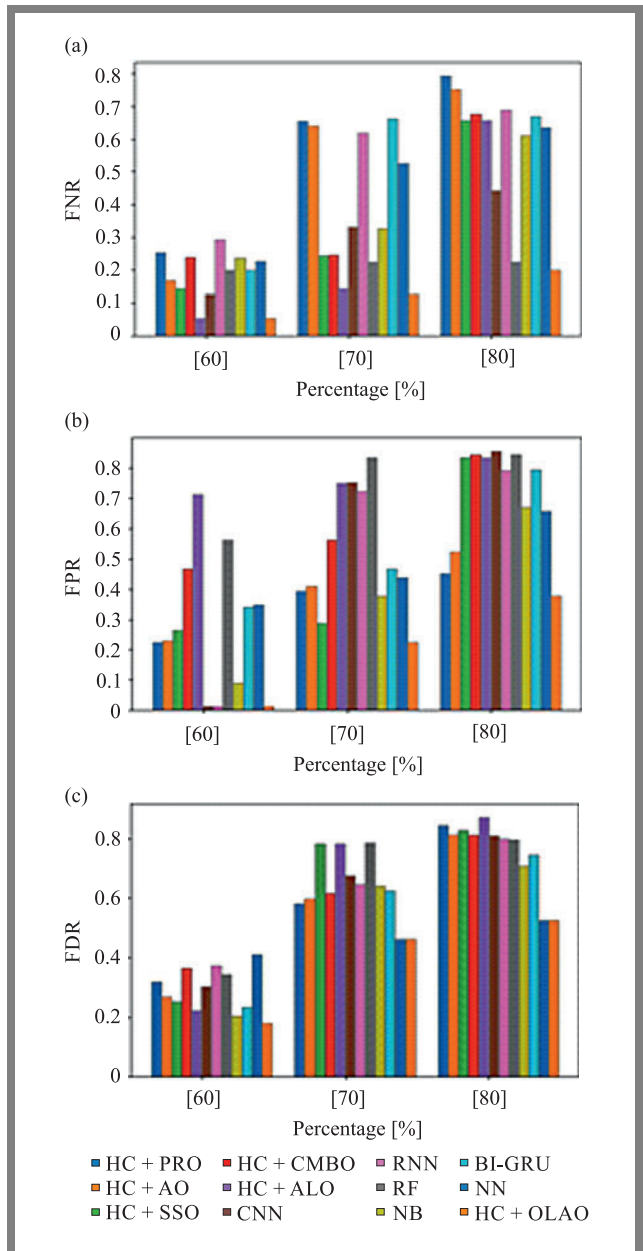 (a)
0.8
0.7
0.6
0.5
0.4
0.3
0.2
0.1
0
FNR
[60] [70] [80]
Percentage [%]
(b)
0.8
0.7
0.6
0.5
0.4
0.3
0.2
0.1
0
FPR
[60] [70] [80]
Percentage [%]
(c)
0.8
0.6
0.4
0.2
0
FDR
[60] [70] [80]
Percentage [%]
HC + PRO HC + CMBO RNN BI-GRU
HC + AO HC + ALO RF NN
HC + SSO CNN NB HC + OLAO